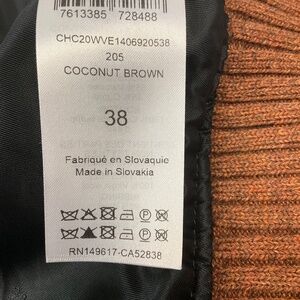 7613385 728488
CHC20WVE1406920538
205
COCONUT BROWN
38
Fabriqué en Slovaquie
Made in Slovakia
RN149617-CA52838